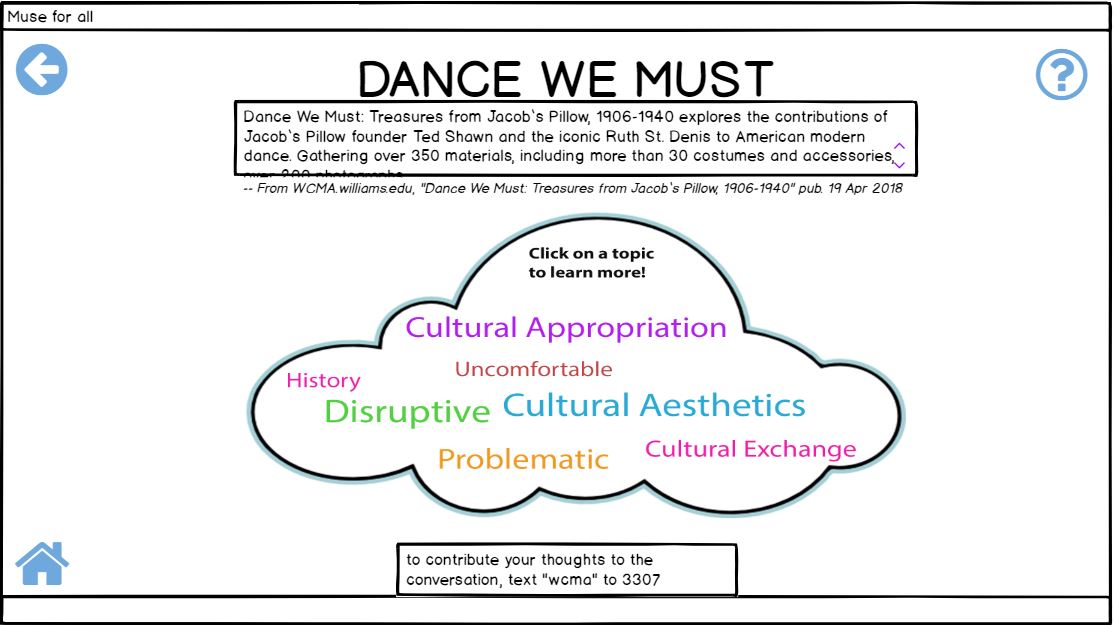 Muse for all
DANCE WE MUST
Dance We Must: Treasures from Jacob`s Pillow, 1906-1940 explores the contributions of
Jacob`s Pillow founder Ted Shawn and the iconic Ruth St. Denis to American modern
dance. Gathering over 350 materials, including more than 30 costumes and accessories,
over 200 photographs
-- From WCMA.williams.edu, "Dance We Must: Treasures from Jacob`s Pillow, 1906-1940" pub. 19 Apr 2018
Click on a topic
to learn more!
Cultural Appropriation
Uncomfortable
History
Disruptive
Cultural Aesthetics
Cultural Exchange
Problematic
to contribute your thoughts to the
conversation, text "wcma" to 3307